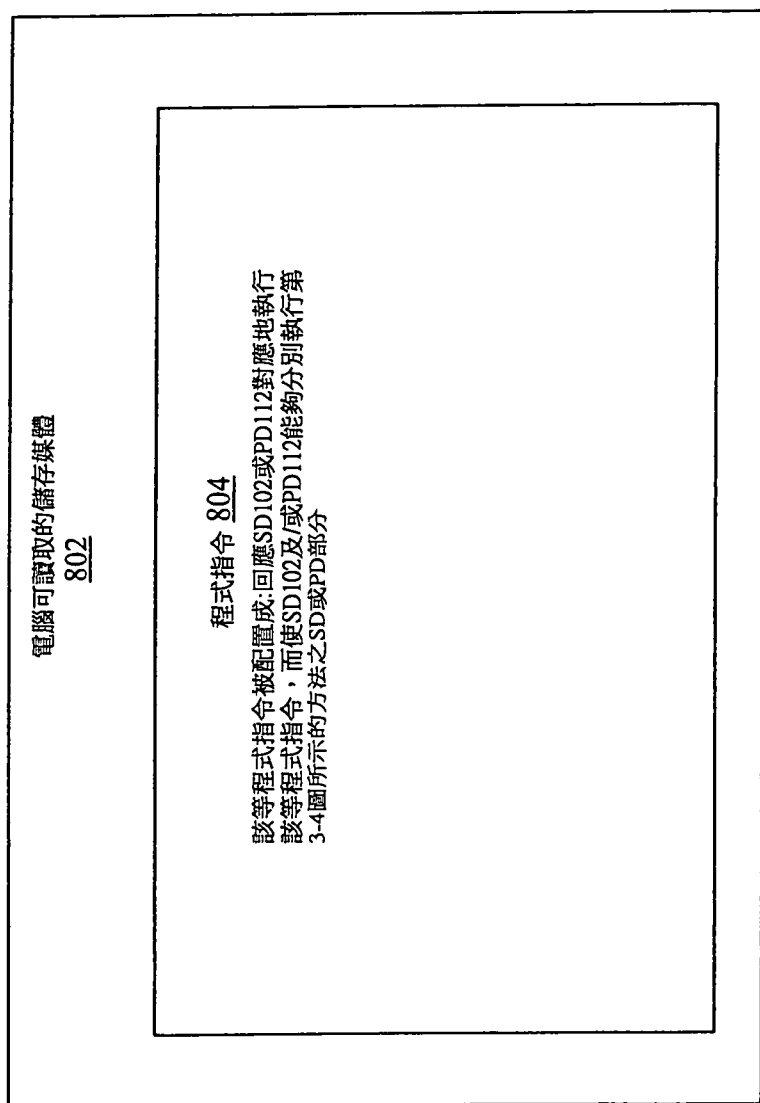 電腦可讀取的儲存媒體
802
程式指令 804
該等程式指令被配置成:回應SD102或PD112對應地執行
該等程式指令，而使SD102及/或PD112能夠分別執行第
3-4圖所示的方法之SD或PD部分